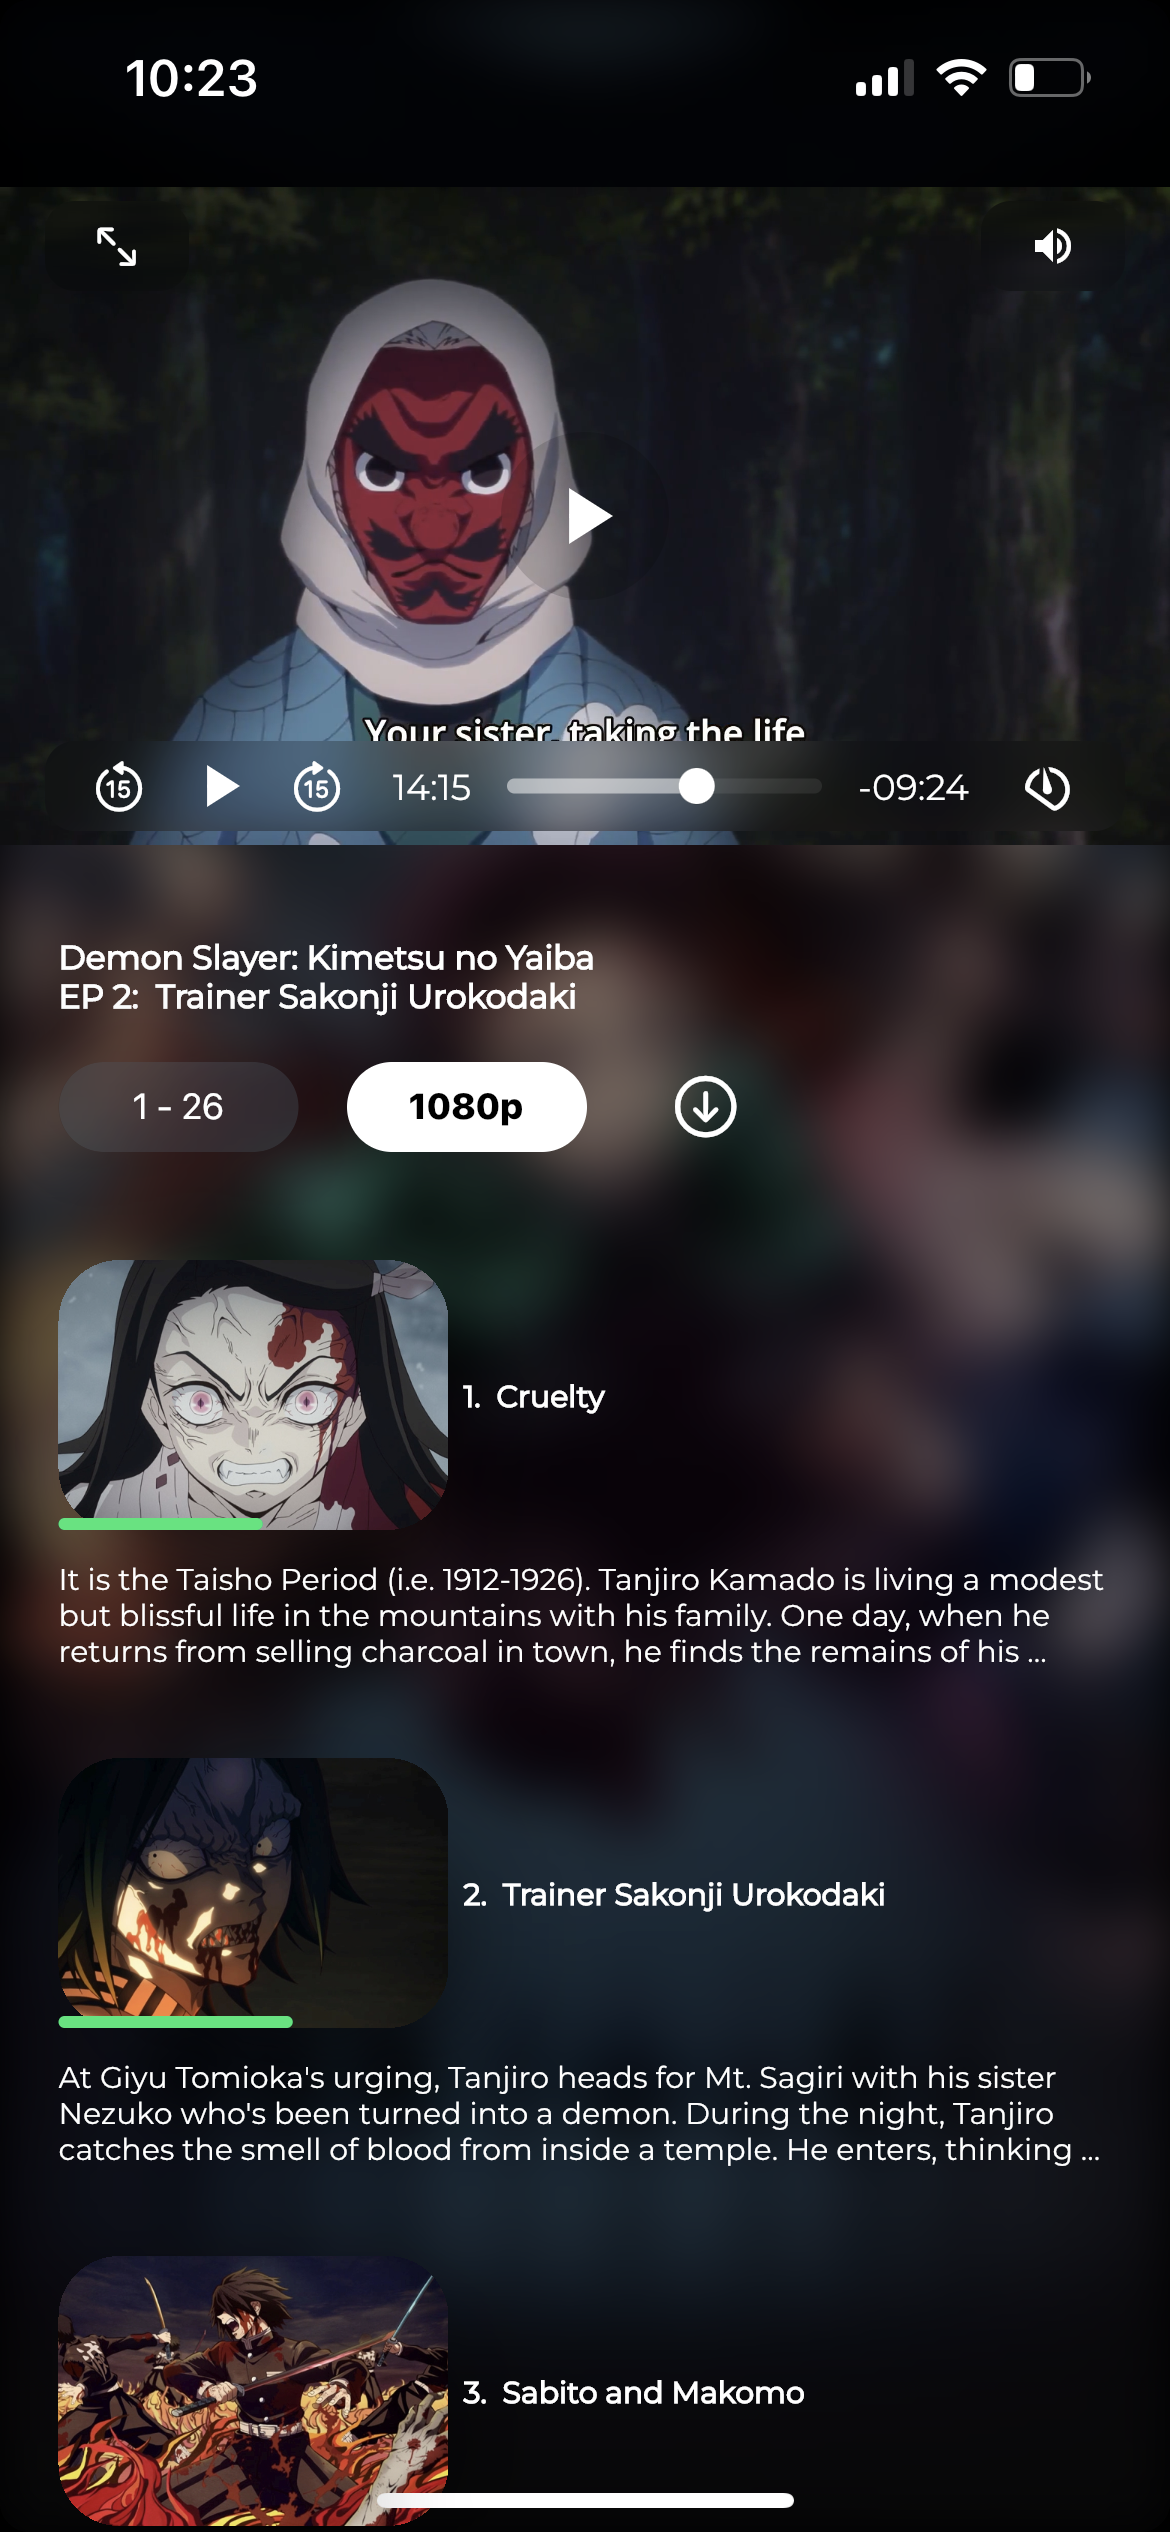 10:23
Your sister, taking the life
15
15
14:15
-09:24
Demon Slayer: Kimetsu no Yaiba
EP 2: Trainer Sakonji Urokodaki
1 - 26
1080p
1. Cruelty
It is the Taisho Period (i.e. 1912-1926). Tanjiro Kamado is living a modest
but blissful life in the mountains with his family. One day, when he
returns from selling charcoal in town, he finds the remains of his ...
2. Trainer Sakonji Urokodaki
At Giyu Tomioka's urging, Tanjiro heads for Mt. Sagiri with his sister
Nezuko who's been turned into a demon. During the night, Tanjiro
catches the smell of blood from inside a temple. He enters, thinking ...
3. Sabito and Makomo